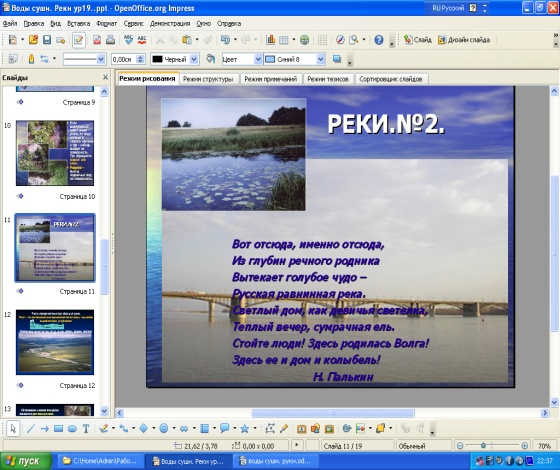 Воды суши. Реки ур19..ppt - OpenOffice.org Impress
RU Русский
Файл Правка Вид Вставка Формат Сервис Демонстрация Окно Справка
Слайд Дизайн слайда
0,00см Черный Цвет Синий 8
Слайды
Режим рисования Режим структуры Режим примечаний Режим тезисов Сортировщик слайдов
Страница 9
10
Страница 10
11
Страница 11
12
Страница 12
13
РЕКИ.№2.
Вот отсюда, именно отсюда,
Из глубин речного родника
Вытекает голубое чудо –
Русская равнинная река.
Светлый дом, как девичья светелка,
Теплый вечер, сумрачная ель.
Стойте люди! Здесь родилась Волга!
Здесь ее и дом и колыбель!
Н. Палькин
21,62 / 3,78 0,00 x 0,00 * Слайд 11 / 19 Обычный 70%
пуск C:\Home\Admin\Рабо... Воды суши. Реки ур... воды суши. руки.od... 22:37